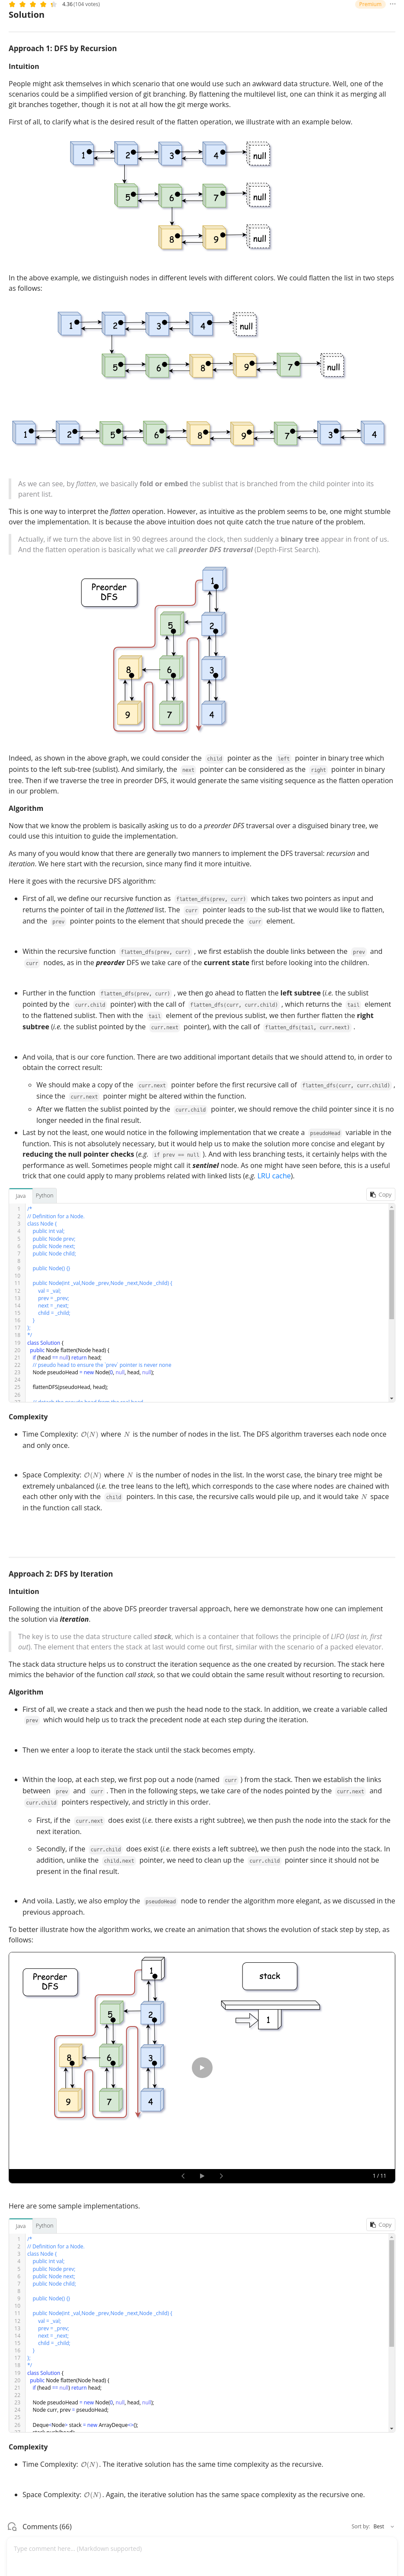 4.36 (104 votes)
Premium
Solution
Approach 1: DFS by Recursion
Intuition
People might ask themselves in which scenario that one would use such an awkward data structure. Well, one of the
scenarios could be a simplified version of git branching. By flattening the multilevel list, one can think it as merging all
git branches together, though it is not at all how the git merge works.
First of all, to clarify what is the desired result of the flatten operation, we illustrate with an example below.
1 2 3 4 null
5 6 7 null
8 9 null
In the above example, we distinguish nodes in different levels with different colors. We could flatten the list in two steps
as follows:
1 2 3 4 null
5 6 8 9 7 null
1 2 5 6 8 9 7 3 4
As we can see, by flatten, we basically fold or embed the sublist that is branched from the child pointer into its
parent list.
This is one way to interpret the flatten operation. However, as intuitive as the problem seems to be, one might stumble
over the implementation. It is because the above intuition does not quite catch the true nature of the problem.
Actually, if we turn the above list in 90 degrees around the clock, then suddenly a binary tree appear in front of us.
And the flatten operation is basically what we call preorder DFS traversal (Depth-First Search).
Preorder
DFS
1
5 2
8 6 3
9 7 4
Indeed, as shown in the above graph, we could consider the child pointer as the left pointer in binary tree which
points to the left sub-tree (sublist). And similarly, the next pointer can be considered as the right pointer in binary
tree. Then if we traverse the tree in preorder DFS, it would generate the same visiting sequence as the flatten operation
in our problem.
Algorithm
Now that we know the problem is basically asking us to do a preorder DFS traversal over a disguised binary tree, we
could use this intuition to guide the implementation.
As many of you would know that there are generally two manners to implement the DFS traversal: recursion and
iteration. We here start with the recursion, since many find it more intuitive.
Here it goes with the recursive DFS algorithm:
• First of all, we define our recursive function as flatten_dfs(prev, curr) which takes two pointers as input and
returns the pointer of tail in the flattened list. The curr pointer leads to the sub-list that we would like to flatten,
and the prev pointer points to the element that should precede the curr element.
• Within the recursive function flatten_dfs(prev, curr) , we first establish the double links between the prev and
curr nodes, as in the preorder DFS we take care of the current state first before looking into the children.
• Further in the function flatten_dfs(prev, curr) , we then go ahead to flatten the left subtree (i.e. the sublist
pointed by the curr.child pointer) with the call of flatten_dfs(curr, curr.child) , which returns the tail element
to the flattened sublist. Then with the tail element of the previous sublist, we then further flatten the right
subtree (i.e. the sublist pointed by the curr.next pointer), with the call of flatten_dfs(tail, curr.next) .
• And voila, that is our core function. There are two additional important details that we should attend to, in order to
obtain the correct result:
◦ We should make a copy of the curr.next pointer before the first recursive call of flatten_dfs(curr, curr.child) ,
since the curr.next pointer might be altered within the function.
◦ After we flatten the sublist pointed by the curr.child pointer, we should remove the child pointer since it is no
longer needed in the final result.
• Last by not the least, one would notice in the following implementation that we create a pseudoHead variable in the
function. This is not absolutely necessary, but it would help us to make the solution more concise and elegant by
reducing the null pointer checks (e.g. if prev == null ). And with less branching tests, it certainly helps with the
performance as well. Sometimes people might call it sentinel node. As one might have seen before, this is a useful
trick that one could apply to many problems related with linked lists (e.g. LRU cache).
Java Python Copy
1 /*
2 // Definition for a Node.
3 class Node {
4 public int val;
5 public Node prev;
6 public Node next;
7 public Node child;
8
9 public Node() {}
10
11 public Node(int _val,Node _prev,Node _next,Node _child) {
12 val = _val;
13 prev = _prev;
14 next = _next;
15 child = _child;
16 }
17 };
18 */
19 class Solution {
20 public Node flatten(Node head) {
21 if (head == null) return head;
22 // pseudo head to ensure the `prev` pointer is never none
23 Node pseudoHead = new Node(0, null, head, null);
24
25 flattenDFS(pseudoHead, head);
26
Complexity
• Time Complexity: O(N) where N is the number of nodes in the list. The DFS algorithm traverses each node once
and only once.
• Space Complexity: O(N) where N is the number of nodes in the list. In the worst case, the binary tree might be
extremely unbalanced (i.e. the tree leans to the left), which corresponds to the case where nodes are chained with
each other only with the child pointers. In this case, the recursive calls would pile up, and it would take N space
in the function call stack.
Approach 2: DFS by Iteration
Intuition
Following the intuition of the above DFS preorder traversal approach, here we demonstrate how one can implement
the solution via iteration.
The key is to use the data structure called stack, which is a container that follows the principle of LIFO (last in, first
out). The element that enters the stack at last would come out first, similar with the scenario of a packed elevator.
The stack data structure helps us to construct the iteration sequence as the one created by recursion. The stack here
mimics the behavior of the function call stack, so that we could obtain the same result without resorting to recursion.
Algorithm
• First of all, we create a stack and then we push the head node to the stack. In addition, we create a variable called
prev which would help us to track the precedent node at each step during the iteration.
• Then we enter a loop to iterate the stack until the stack becomes empty.
• Within the loop, at each step, we first pop out a node (named curr ) from the stack. Then we establish the links
between prev and curr . Then in the following steps, we take care of the nodes pointed by the curr.next and
curr.child pointers respectively, and strictly in this order.
◦ First, if the curr.next does exist (i.e. there exists a right subtree), we then push the node into the stack for the
next iteration.
◦ Secondly, if the curr.child does exist (i.e. there exists a left subtree), we then push the node into the stack. In
addition, unlike the child.next pointer, we need to clean up the curr.child pointer since it should not be
present in the final result.
• And voila. Lastly, we also employ the pseudoHead node to render the algorithm more elegant, as we discussed in the
previous approach.
To better illustrate how the algorithm works, we create an animation that shows the evolution of stack step by step, as
follows:
Preorder
DFS
1
5 2
8 6 3
9 7 4
stack
1
1 / 11
Here are some sample implementations.
Java Python Copy
1 /*
2 // Definition for a Node.
3 class Node {
4 public int val;
5 public Node prev;
6 public Node next;
7 public Node child;
8
9 public Node() {}
10
11 public Node(int _val,Node _prev,Node _next,Node _child) {
12 val = _val;
13 prev = _prev;
14 next = _next;
15 child = _child;
16 }
17 };
18 */
19 class Solution {
20 public Node flatten(Node head) {
21 if (head == null) return head;
22
23 Node pseudoHead = new Node(0, null, head, null);
24 Node curr, prev = pseudoHead;
25
26 Deque<Node> stack = new ArrayDeque<>();
Complexity
• Time Complexity: O(N). The iterative solution has the same time complexity as the recursive.
• Space Complexity: O(N). Again, the iterative solution has the same space complexity as the recursive one.
Comments (66)
Sort by: Best
Type comment here... (Markdown supported)